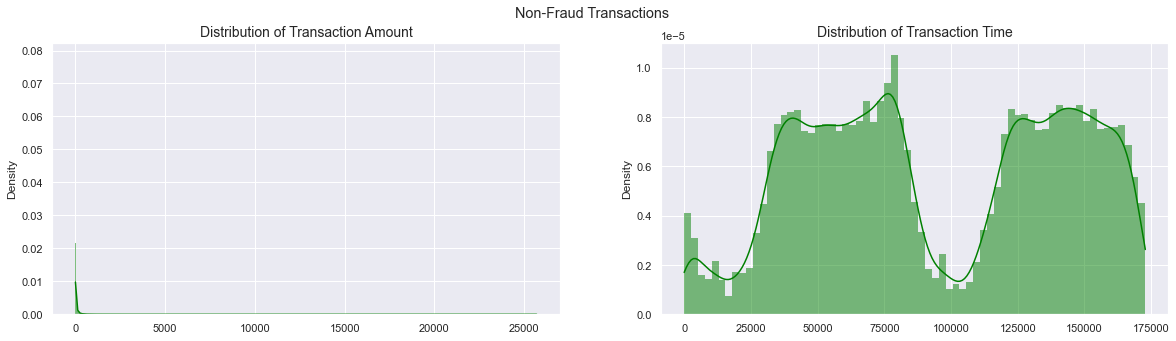 Non-Fraud Transactions
Distribution of Transaction Amount
0.08
0.07
0.06
0.05
0.04
0.03
0.02
0.01
0.00
Density
0 5000 10000 15000 20000 25000
Distribution of Transaction Time
1e−5
1.0
0.8
0.6
0.4
0.2
0.0
Density
0 25000 50000 75000 100000 125000 150000 175000